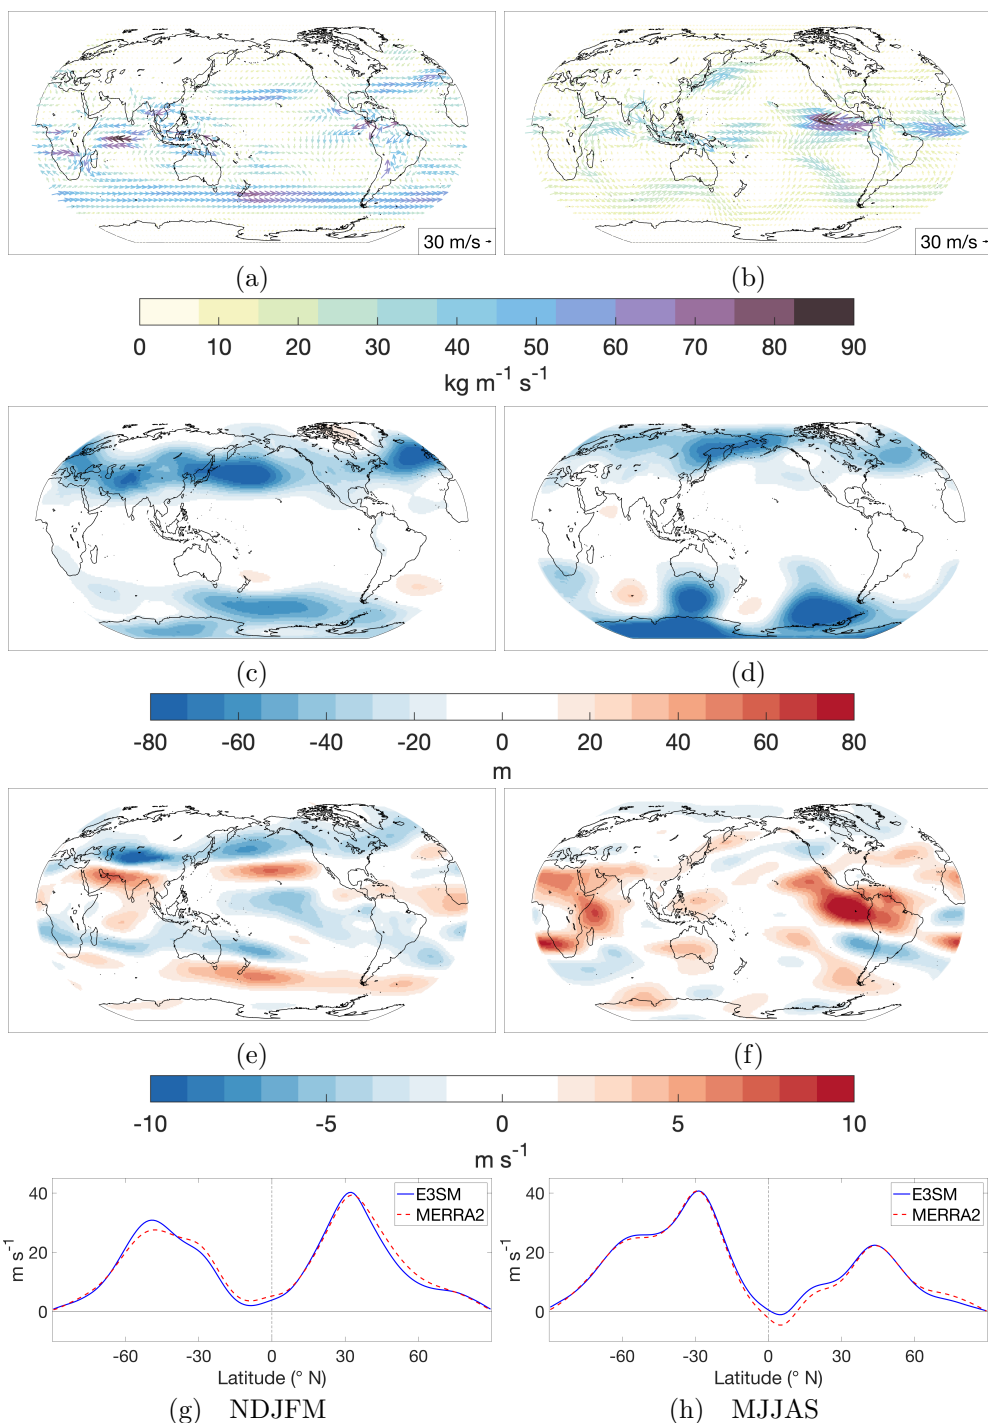 30 m/s
30 m/s
(a)
(b)
0 10 20 30 40 50 60 70 80 90
kg m⁻¹ s⁻¹
(c)
(d)
-80 -60 -40 -20 0 20 40 60 80
m
(e)
(f)
-10 -5 0 5 10
m s⁻¹
40
20
0
m s⁻¹
E3SM
MERRA2
-60 -30 0 30 60
Latitude (° N)
(g) NDJFM
40
20
0
m s⁻¹
E3SM
MERRA2
-60 -30 0 30 60
Latitude (° N)
(h) MJJAS